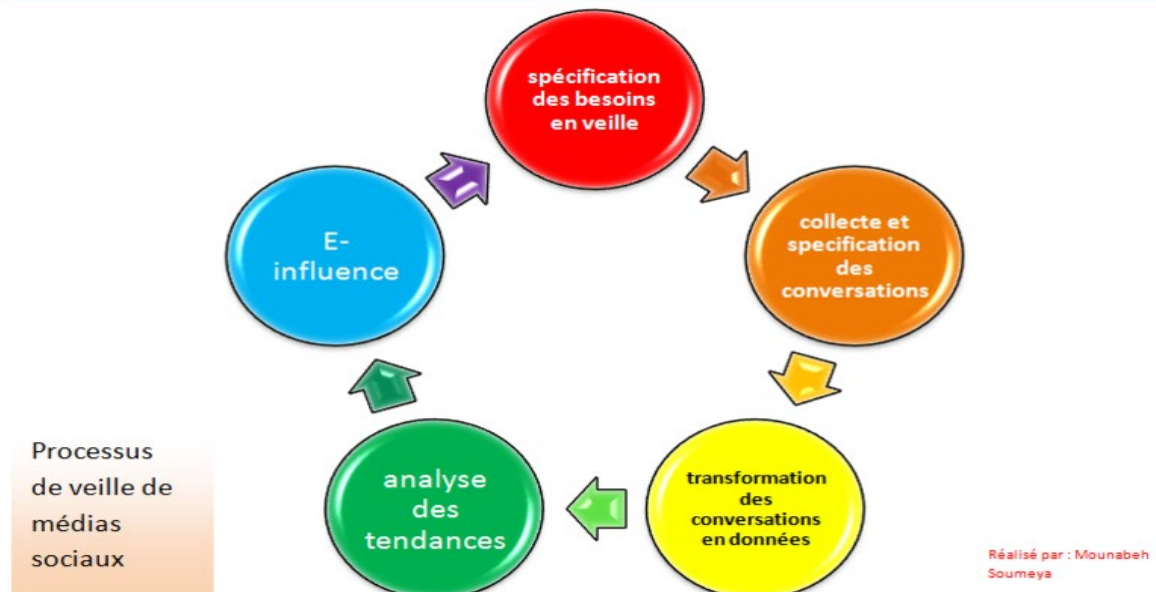 spécification
des besoins
en veille
collecte et
specification
des
conversations
transformation
des
conversations
en données
analyse
des
tendances
E-
influence
Processus
de veille de
médias
sociaux
Réalisé par : Mounabeh
Soumeya